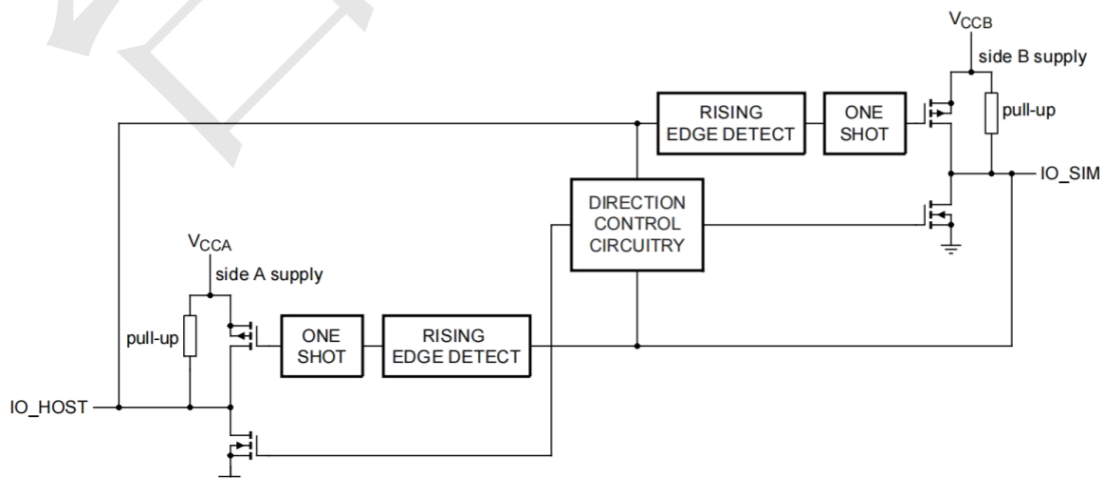 VCCB
side B supply
RISING
EDGE DETECT
ONE
SHOT
pull-up
IO_SIM
DIRECTION
CONTROL
CIRCUITRY
VCCA
side A supply
pull-up
ONE
SHOT
RISING
EDGE DETECT
IO_HOST